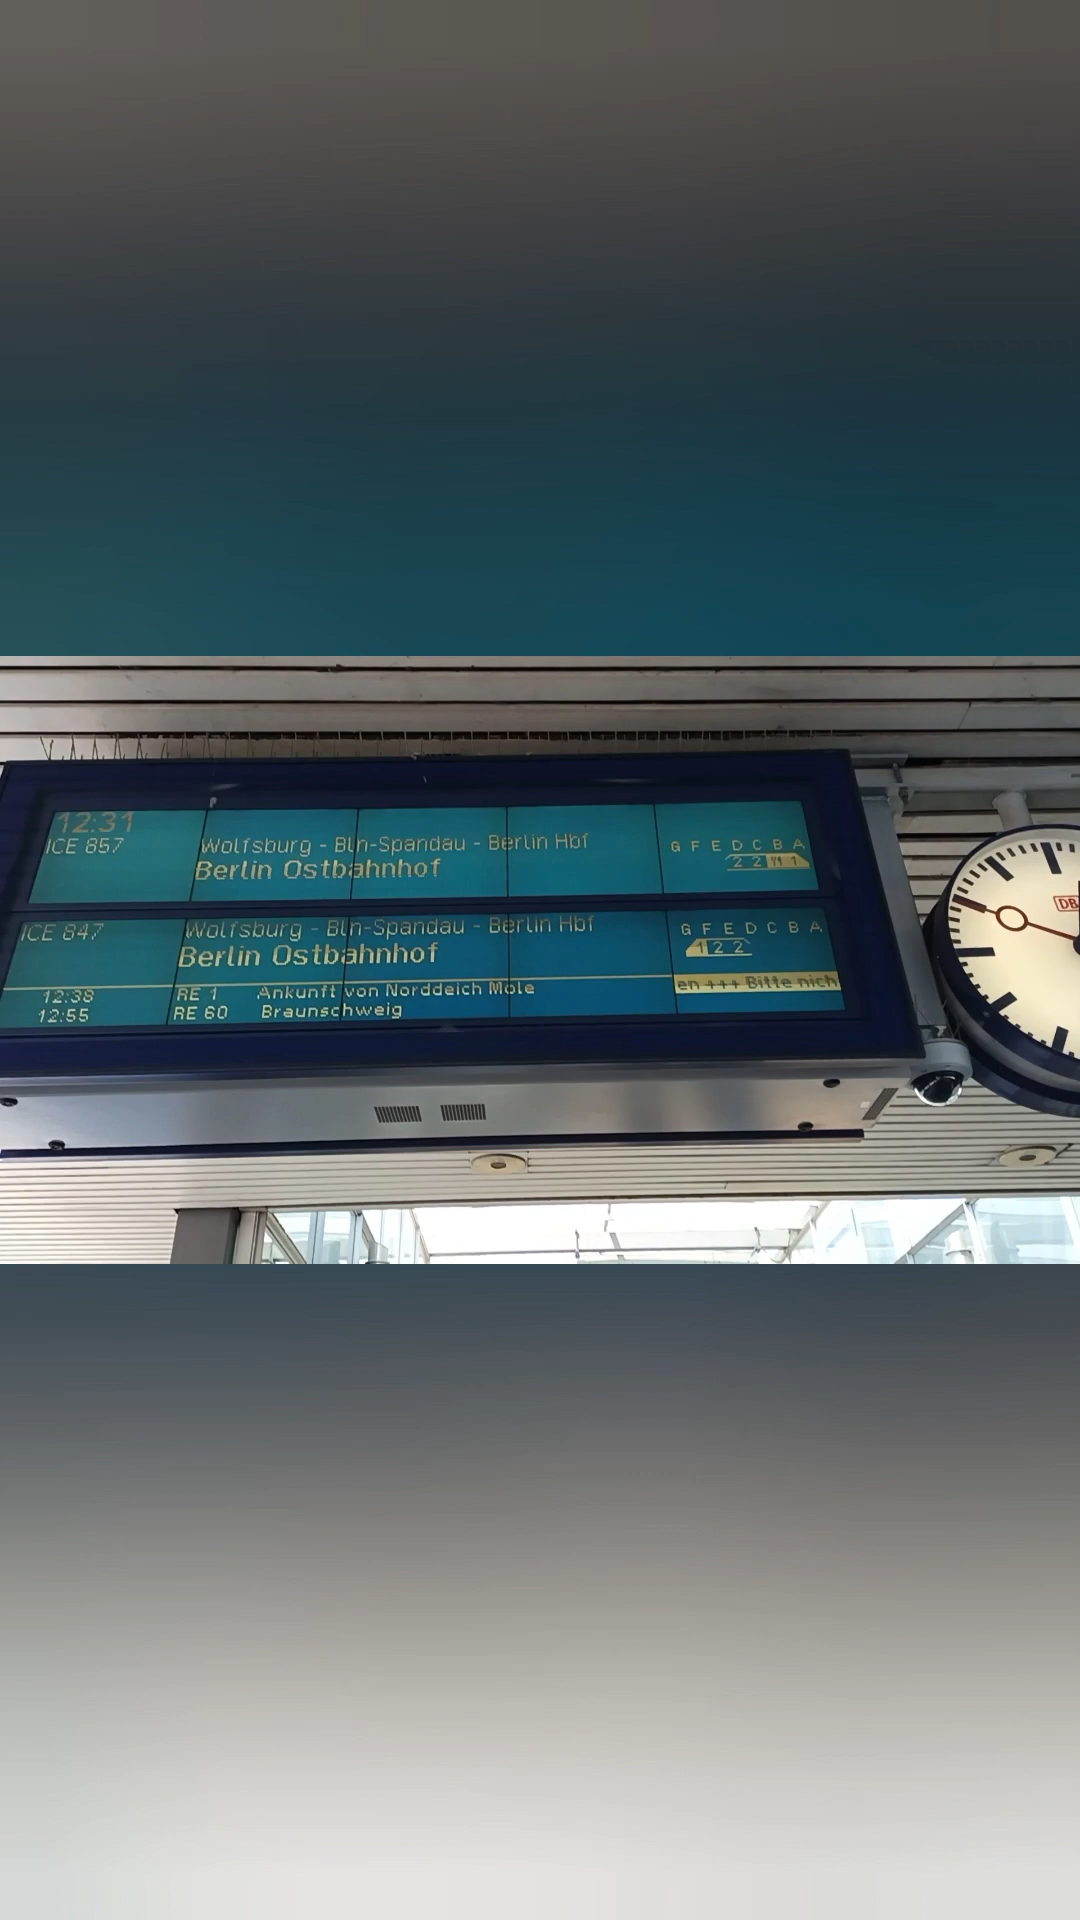 12:31
ICE 857
Wolfsburg - Bln-Spandau - Berlin Hbf
Berlin Ostbahnhof
G F E D C B A
2 2 1
ICE 847
Wolfsburg - Bln-Spandau - Berlin Hbf
Berlin Ostbahnhof
G F E D C B A
1 2 2
en +++ Bitte nich
12:38 RE 1 Ankunft von Norddeich Mole
12:55 RE 60 Braunschweig
DB